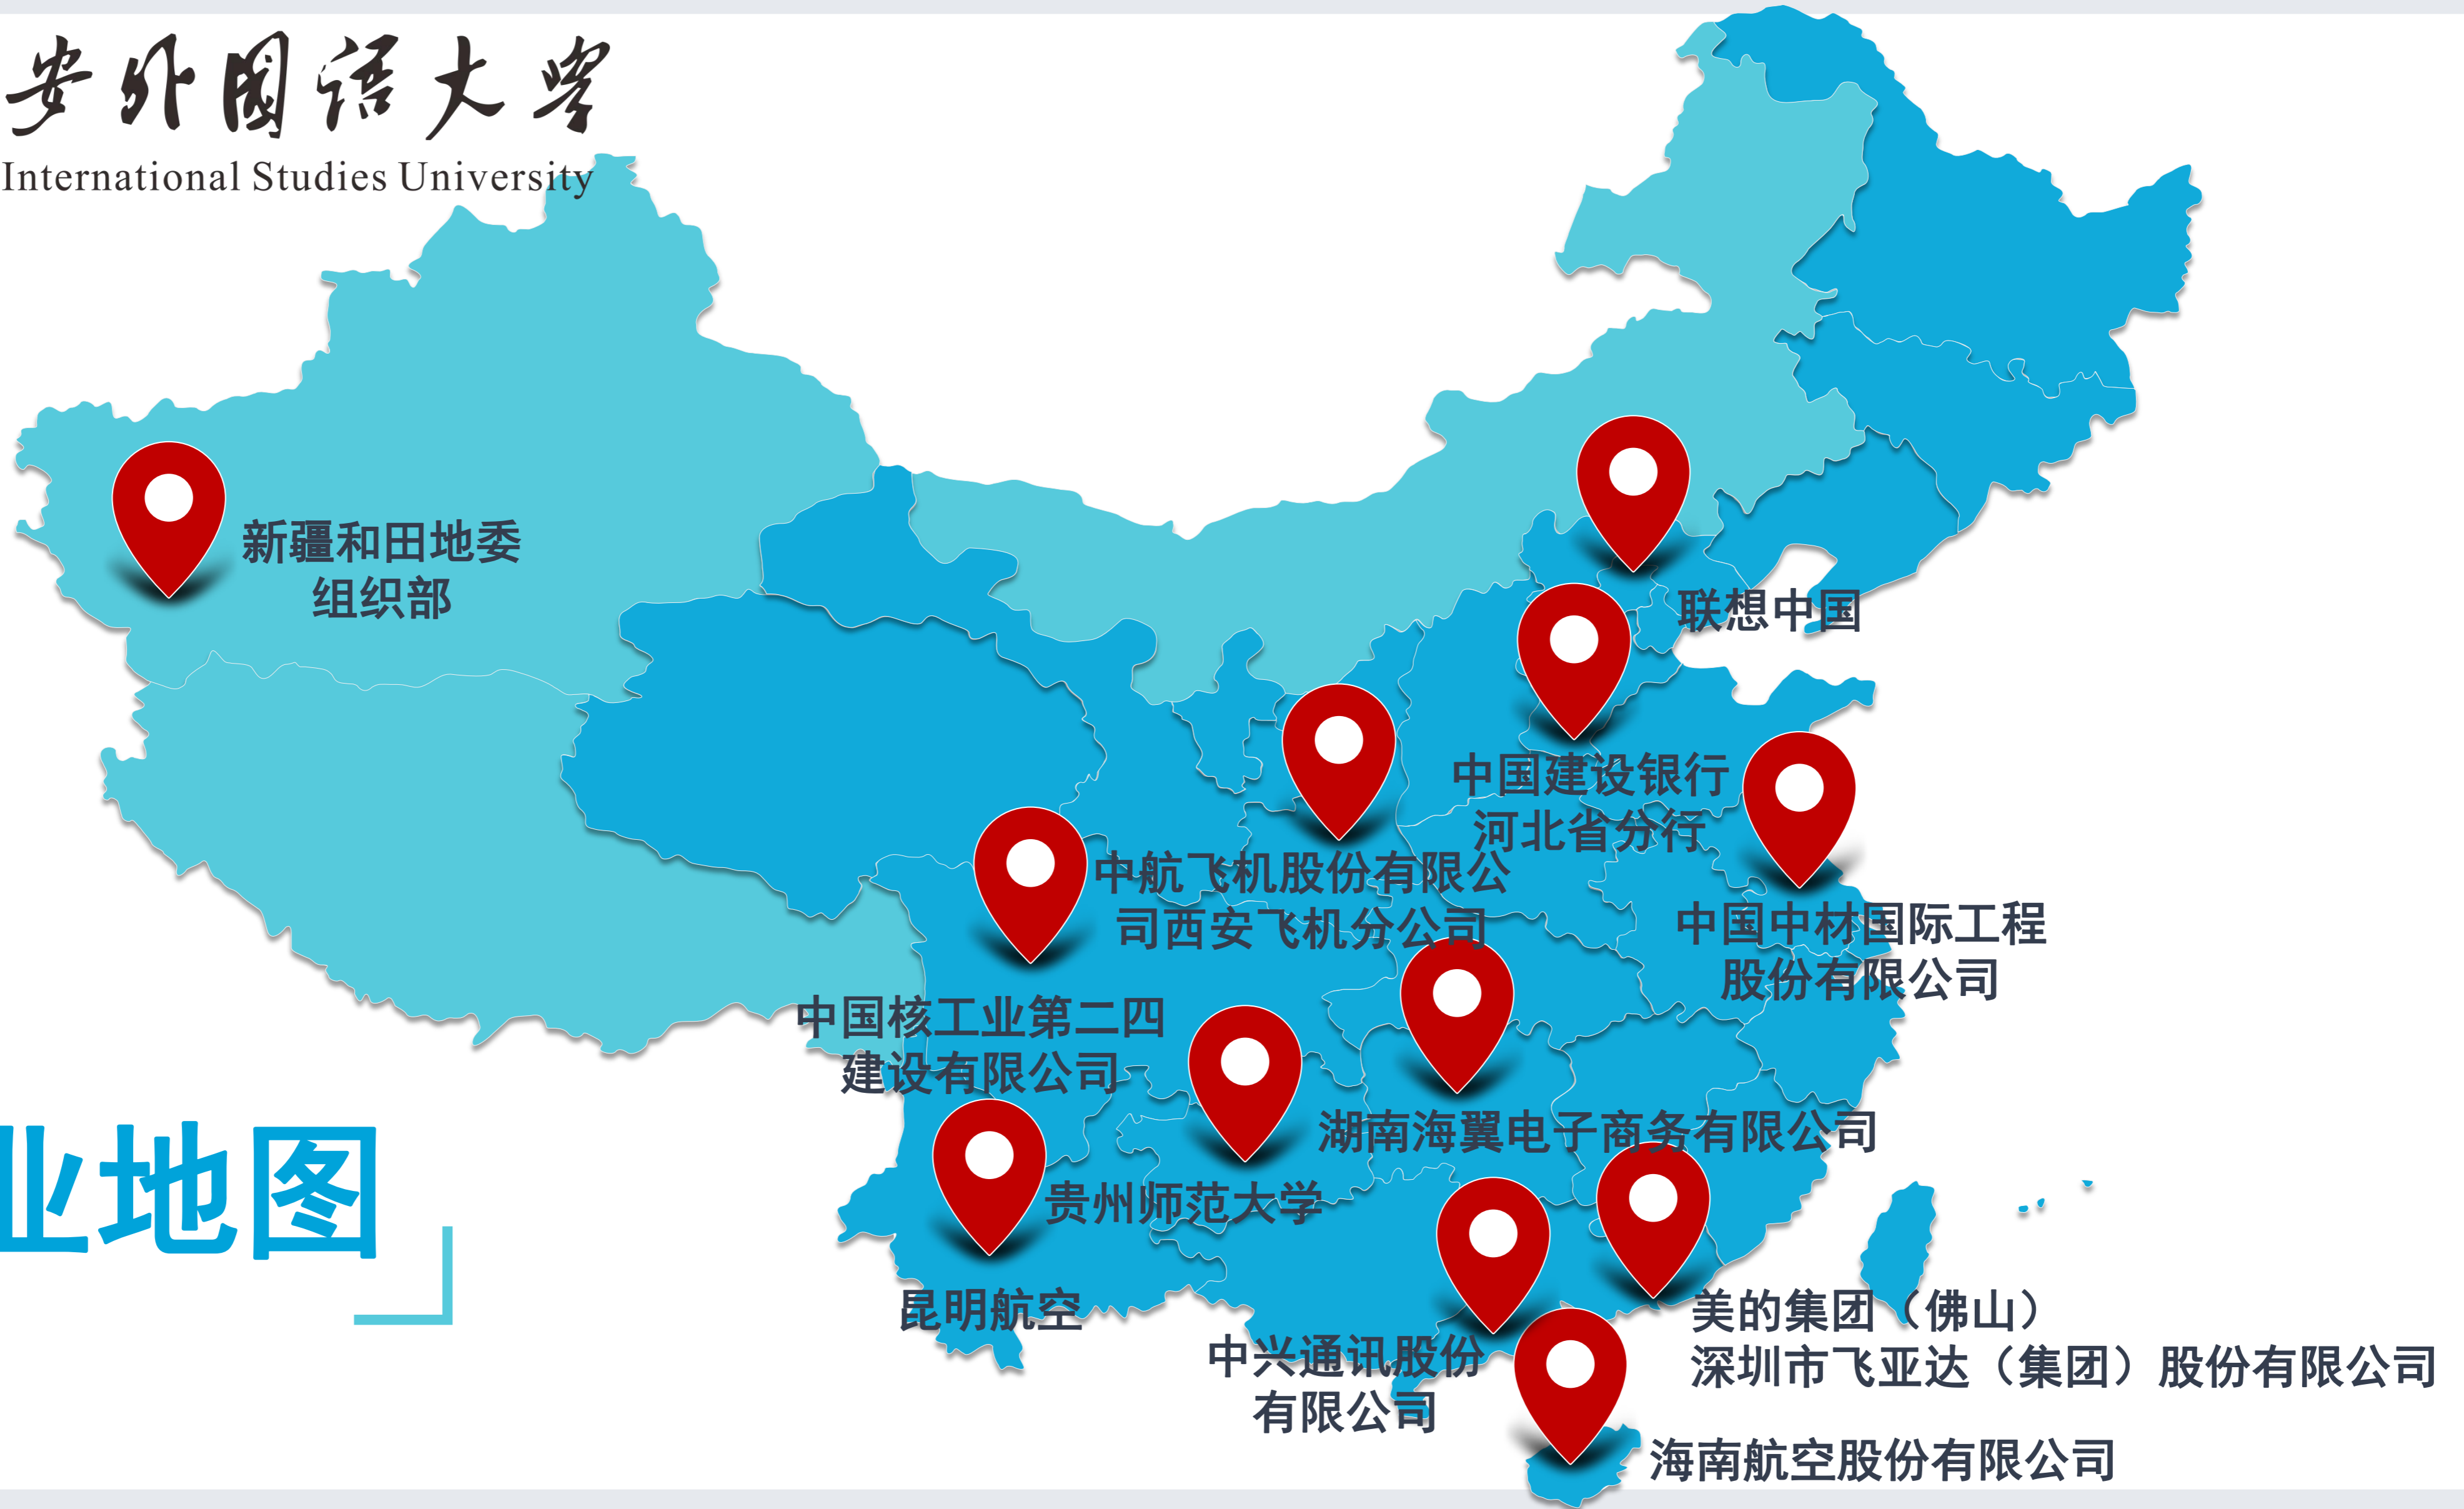 安外国语大学
International Studies University
新疆和田地委
组织部
联想中国
中国建设银行
河北省分行
中航飞机股份有限公
司西安飞机分公司
中国中材国际工程
股份有限公司
中国核工业第二四
建设有限公司
湖南海翼电子商务有限公司
贵州师范大学
昆明航空
业地图
美的集团（佛山）
深圳市飞亚达（集团）股份有限公司
中兴通讯股份
有限公司
海南航空股份有限公司